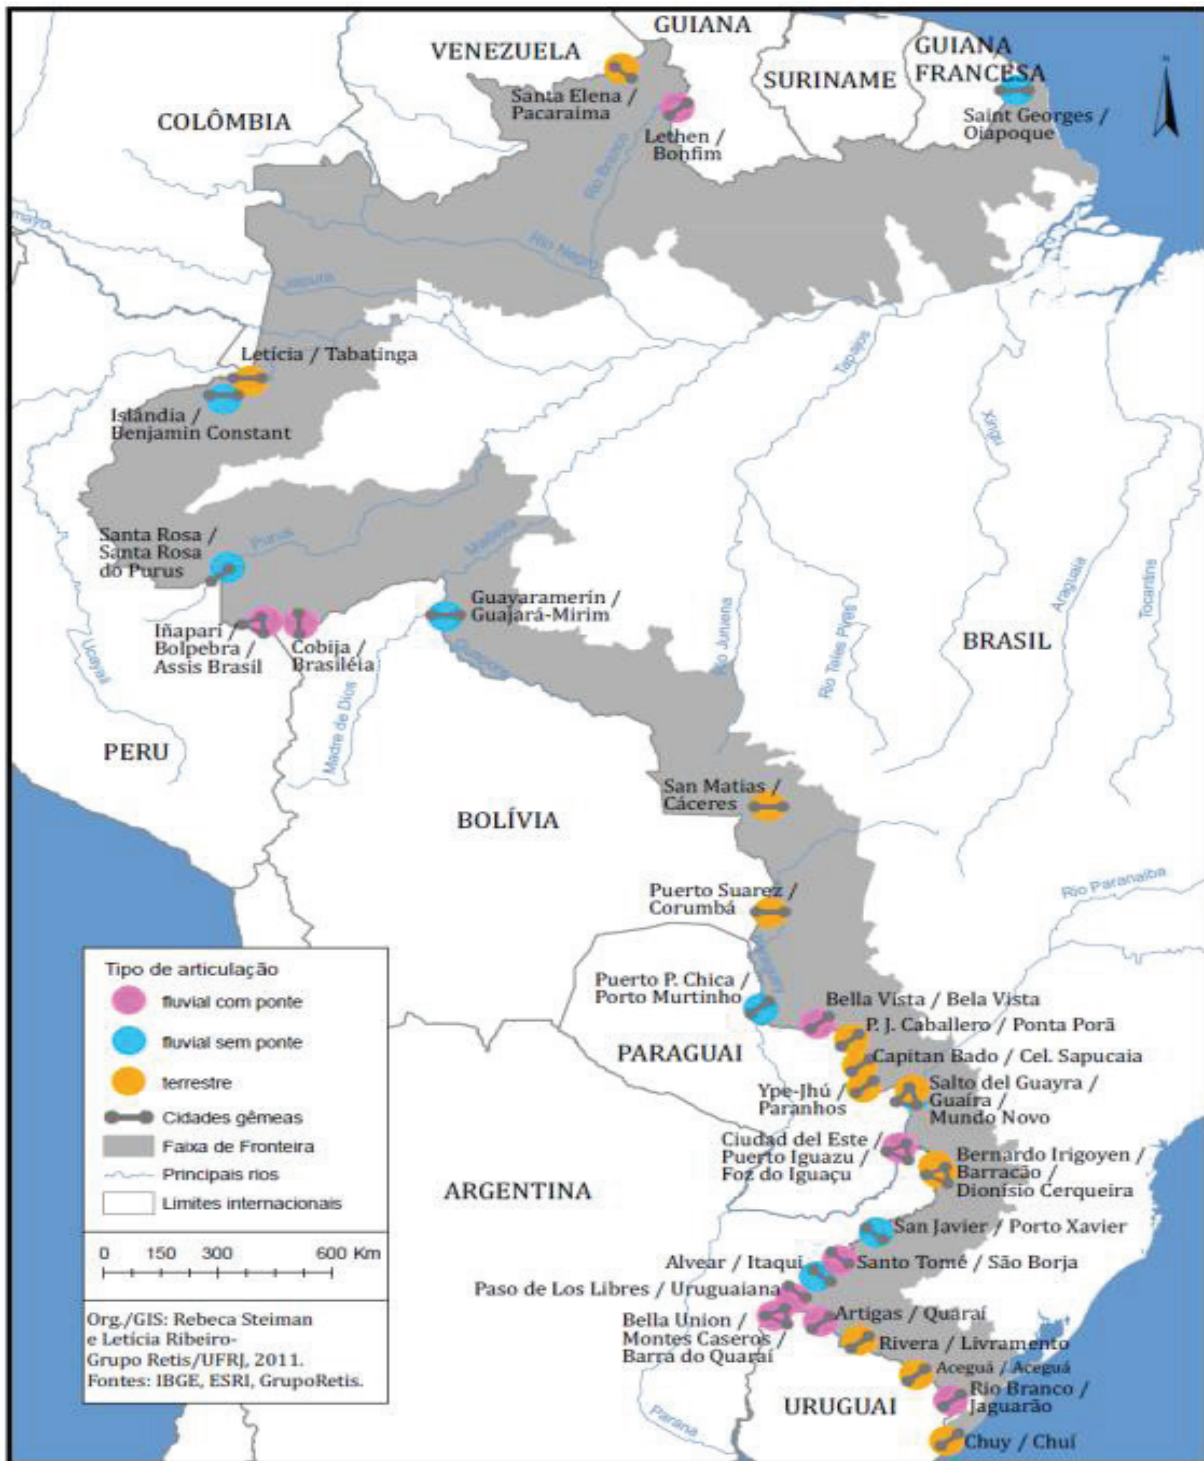 GUIANA
VENEZUELA
GUIANA
FRANCESA
SURINAME
Santa Elena /
Pacaraima
COLÔMBIA
Saint Georges /
Oiapoque
Lethen /
Bonfim
Rio Branco
Rio Negro
Japura
Letícia / Tabatinga
Tapajos
Islândia /
Benjamin Constant
Xingu
Santa Rosa /
Santa Rosa
do Purus
Purus
Madeira
Araguaia
Tocantins
Guayaramerín /
Guajará-Mirim
Rio Juruena
Rio Teles Pires
BRASIL
Iñapari /
Bolpebra /
Assis Brasil
Cobija /
Brasiléia
Ucayali
Madre de Dios
PERU
San Matias /
Cáceres
BOLÍVIA
Rio Paranaiba
Puerto Suarez /
Corumbá
Puerto P. Chica /
Porto Murtinho
Bella Vista / Bela Vista
P. J. Caballero / Ponta Porã
PARAGUAI
Capitan Bado / Cel. Sapucaia
Ype-Jhú /
Paranhos
Salto del Guayra /
Guaíra /
Mundo Novo
Ciudad del Este /
Puerto Iguazu /
Foz do Iguaçu
Bernardo Irigoyen /
Barracão /
Dionísio Cerqueira
ARGENTINA
San Javier / Porto Xavier
Alvear / Itaqui
Santo Tomé / São Borja
Paso de Los Libres / Uruguaiana
Bella Union /
Montes Caseros /
Barra do Quaraí
Artigas / Quaraí
Rivera / Livramento
Aceguá / Aceguá
Rio Branco /
Jaguarão
URUGUAI
Parana
Chuy / Chuí
Tipo de articulação
fluvial com ponte
fluvial sem ponte
terrestre
Cidades gêmeas
Faixa de Fronteira
Principais rios
Limites internacionais
0 150 300 600 Km
Org./GIS: Rebeca Steiman
e Letícia Ribeiro-
Grupo Retis/UFRJ, 2011.
Fontes: IBGE, ESRI, GrupoRetis.